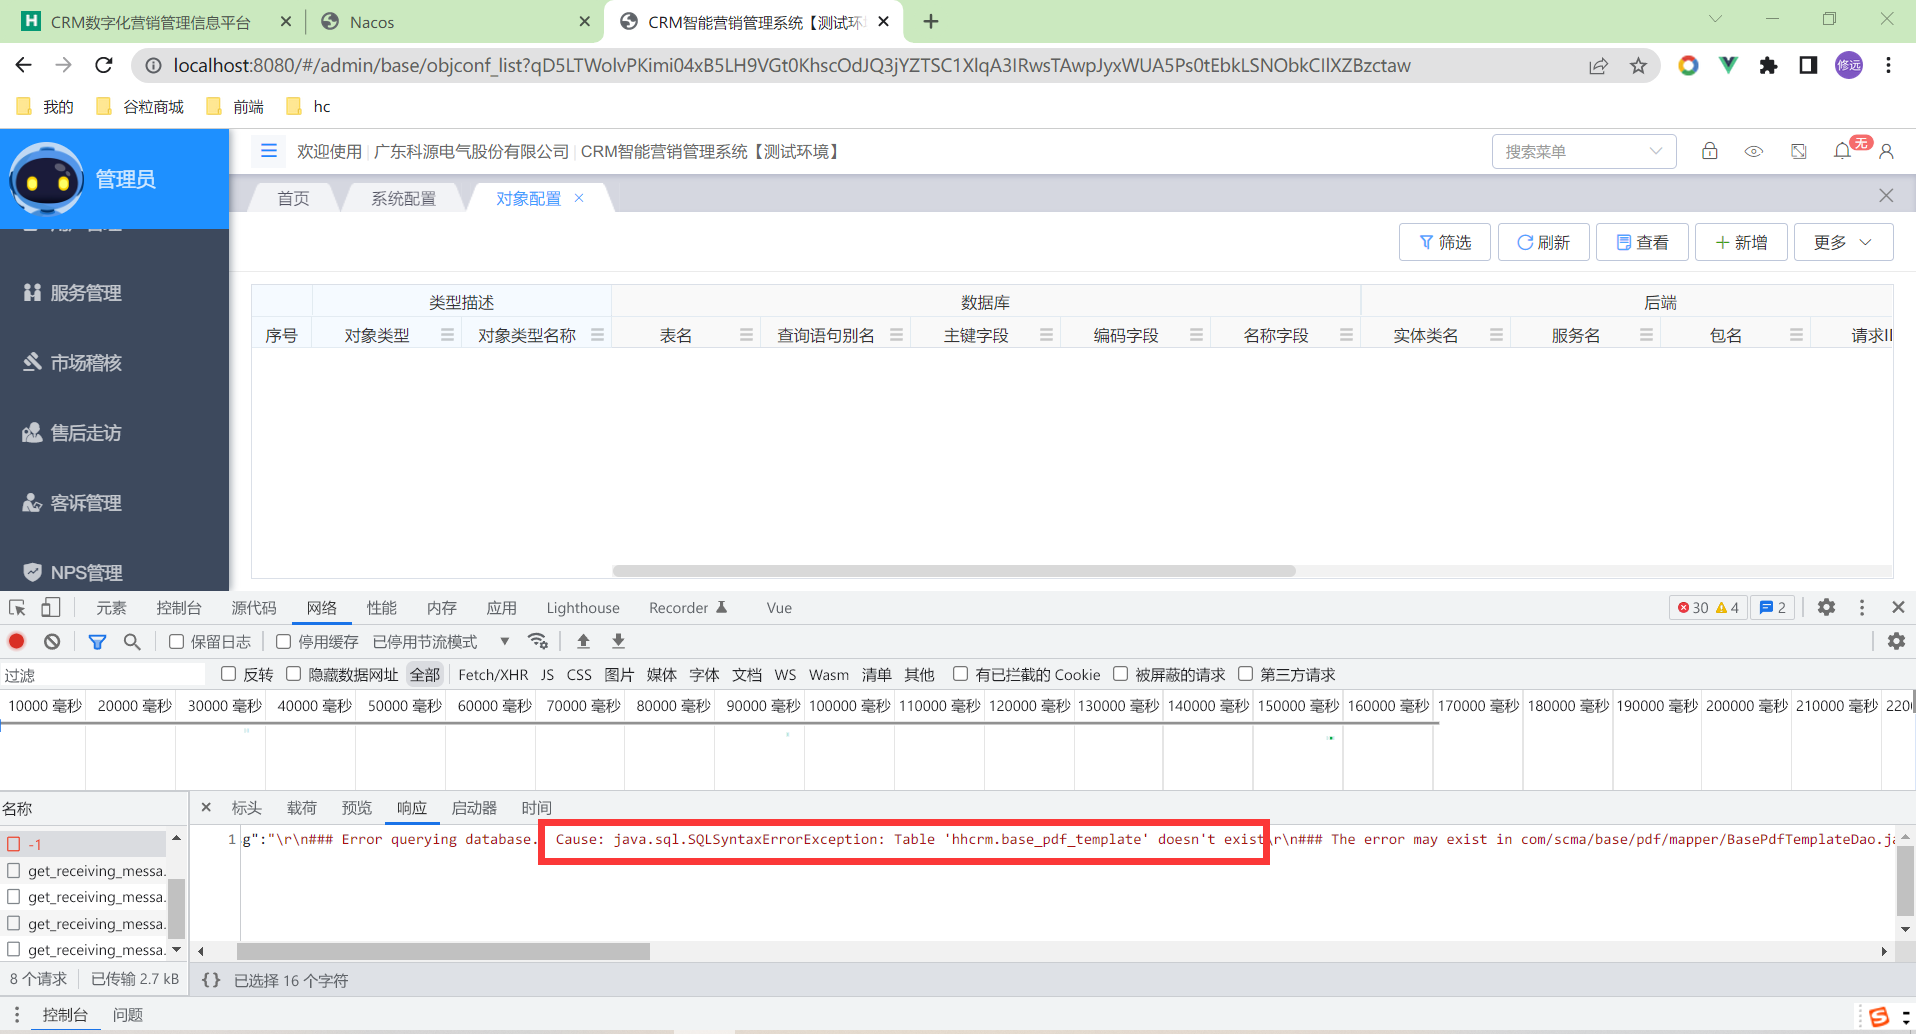 CRM数字化营销管理信息平台
Nacos
CRM智能营销管理系统【测试环
localhost:8080/#/admin/base/objconf_list?qD5LTWolvPKimi04xB5LH9VGt0KhscOdJQ3jYZTSC1XlqA3IRwsTAwpJyxWUA5Ps0tEbkLSNObkCIlXZBzctaw
修远
我的
谷粒商城
前端
hc
管理员
欢迎使用 | 广东科源电气股份有限公司 | CRM智能营销管理系统【测试环境】
搜索菜单
无
首页
系统配置
对象配置
服务管理
市场稽核
售后走访
客诉管理
NPS管理
筛选
刷新
查看
新增
更多
类型描述
数据库
后端
序号
对象类型
对象类型名称
表名
查询语句别名
主键字段
编码字段
名称字段
实体类名
服务名
包名
请求
元素
控制台
源代码
网络
性能
内存
应用
Lighthouse
Recorder
Vue
30
4
2
保留日志
停用缓存
已停用节流模式
过滤
反转
隐藏数据网址
全部
Fetch/XHR
JS
CSS
图片
媒体
字体
文档
WS
Wasm
清单
其他
有已拦截的 Cookie
被屏蔽的请求
第三方请求
10000 毫秒
20000 毫秒
30000 毫秒
40000 毫秒
50000 毫秒
60000 毫秒
70000 毫秒
80000 毫秒
90000 毫秒
100000 毫秒
110000 毫秒
120000 毫秒
130000 毫秒
140000 毫秒
150000 毫秒
160000 毫秒
170000 毫秒
180000 毫秒
190000 毫秒
200000 毫秒
210000 毫秒
220
名称
标头
载荷
预览
响应
启动器
时间
-1
get_receiving_messa.
get_receiving_messa.
get_receiving_messa.
get_receiving_messa.
1
g":"\r\n### Error querying database. Cause: java.sql.SQLSyntaxErrorException: Table 'hhcrm.base_pdf_template' doesn't exist\r\n### The error may exist in com/scma/base/pdf/mapper/BasePdfTemplateDao.ja
8 个请求
已传输 2.7 kB
{ }
已选择 16 个字符
控制台
问题